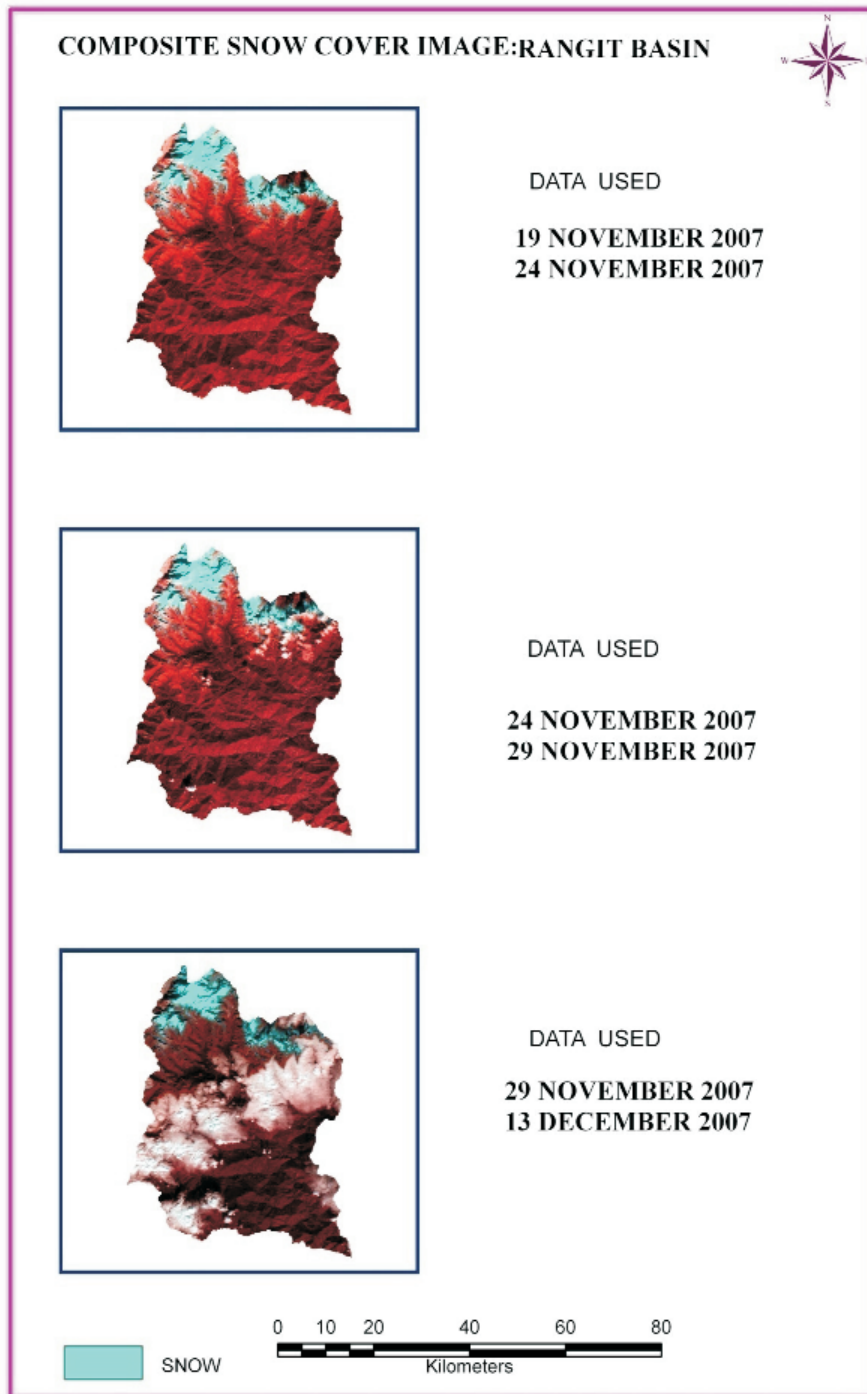 COMPOSITE SNOW COVER IMAGE:RANGIT BASIN
N
W
S
DATA USED
19 NOVEMBER 2007
24 NOVEMBER 2007
DATA USED
24 NOVEMBER 2007
29 NOVEMBER 2007
DATA USED
29 NOVEMBER 2007
13 DECEMBER 2007
0 10 20 40 60 80
Kilometers
SNOW